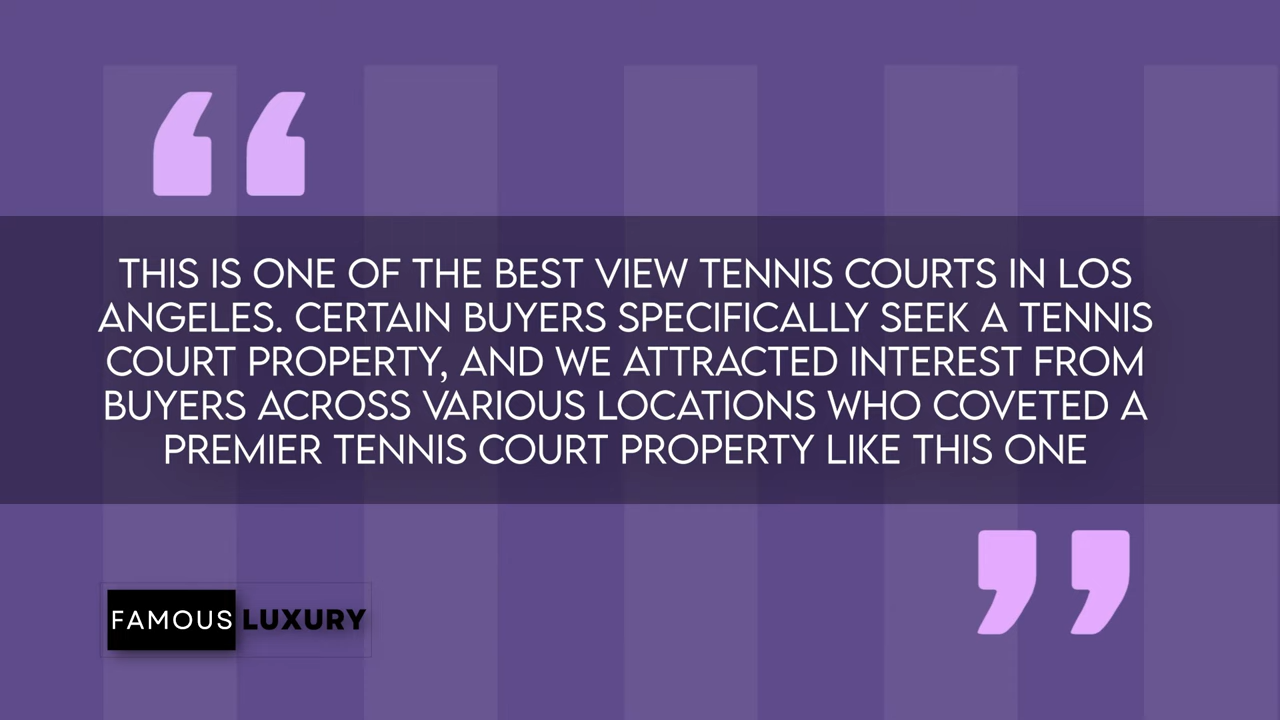 THIS IS ONE OF THE BEST VIEW TENNIS COURTS IN LOS
ANGELES. CERTAIN BUYERS SPECIFICALLY SEEK A TENNIS
COURT PROPERTY, AND WE ATTRACTED INTEREST FROM
BUYERS ACROSS VARIOUS LOCATIONS WHO COVETED A
PREMIER TENNIS COURT PROPERTY LIKE THIS ONE
FAMOUS LUXURY